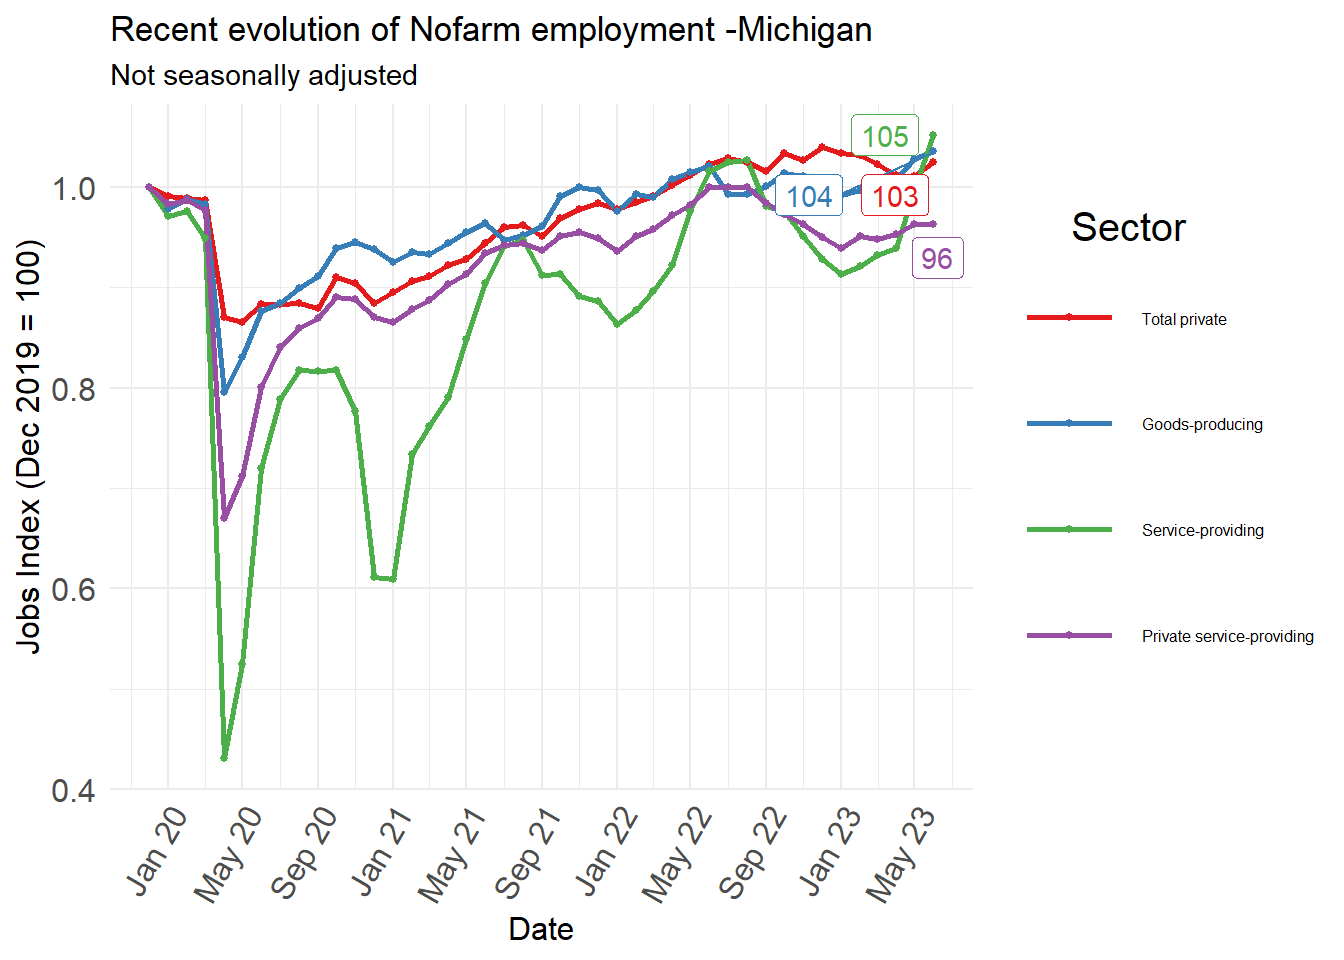 Recent evolution of Nofarm employment -Michigan
Not seasonally adjusted
Jobs Index (Dec 2019 = 100)
1.0
0.8
0.6
0.4
105
104
103
96
Jan 20
May 20
Sep 20
Jan 21
May 21
Sep 21
Jan 22
May 22
Sep 22
Jan 23
May 23
Date
Sector
Total private
Goods-producing
Service-providing
Private service-providing